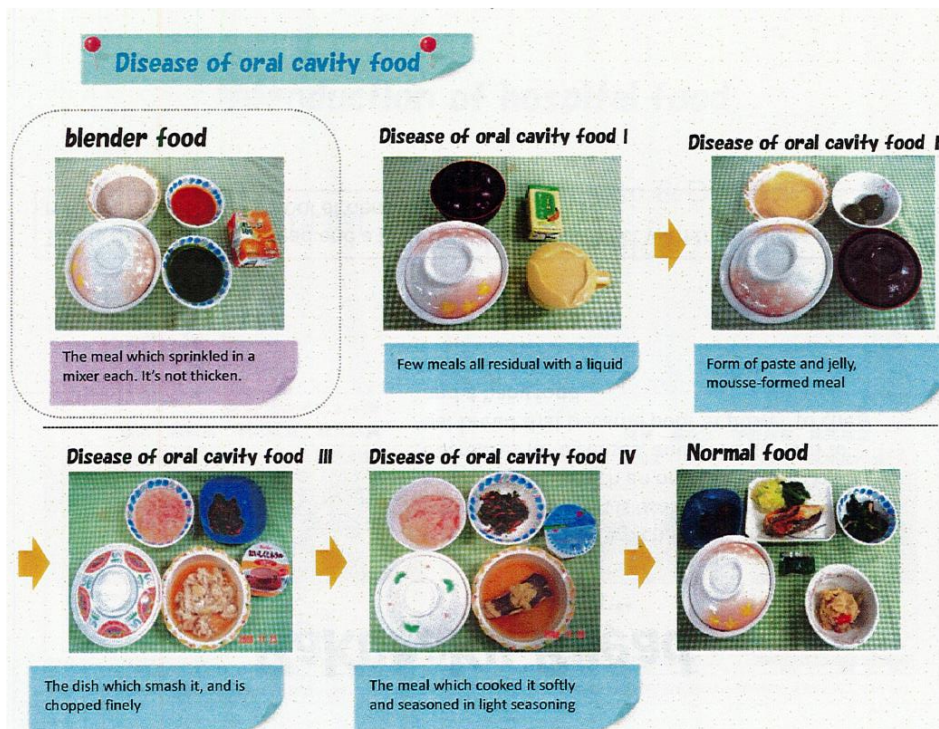 Disease of oral cavity food
blender food
The meal which sprinkled in a
mixer each. It's not thicken.
Disease of oral cavity food I
Few meals all residual with a liquid
Disease of oral cavity food
Form of paste and jelly,
mousse-formed meal
Disease of oral cavity food III
The dish which smash it, and is
chopped finely
Disease of oral cavity food IV
The meal which cooked it softly
and seasoned in light seasoning
Normal food